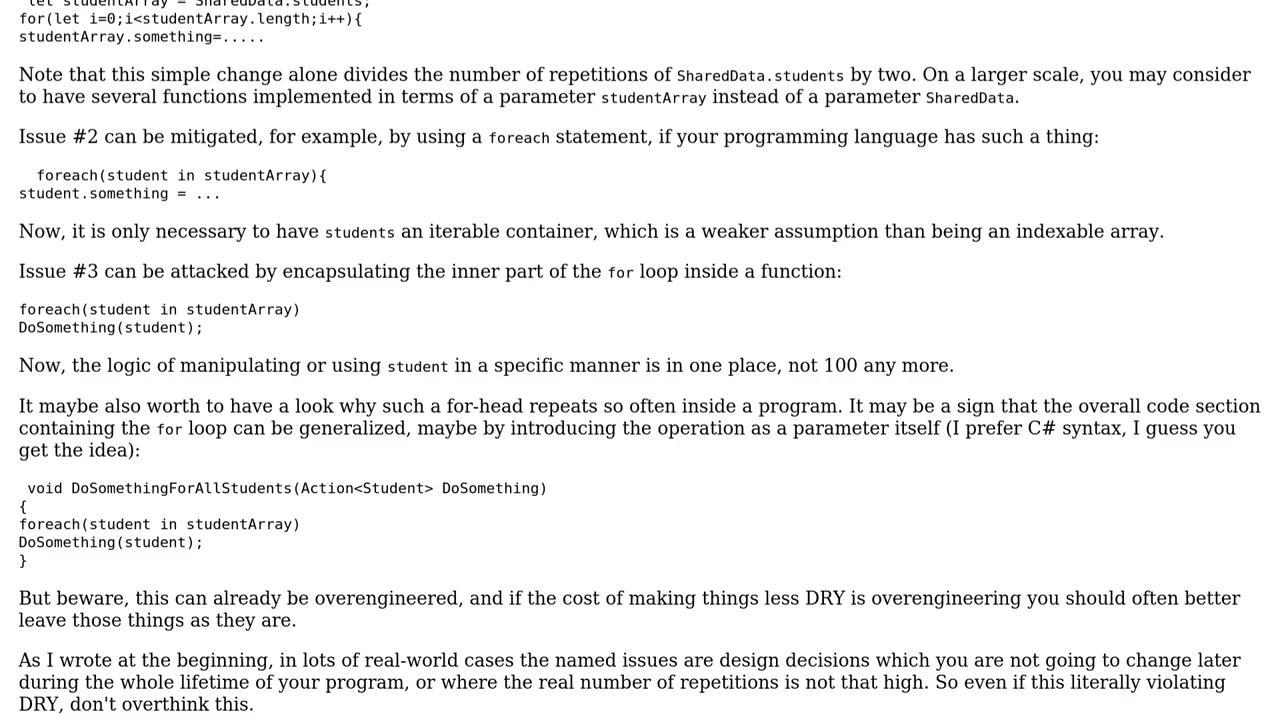 let studentArray = SharedData.students;
for(let i=0;i<studentArray.length;i++){
studentArray.something=.....
Note that this simple change alone divides the number of repetitions of SharedData.students by two. On a larger scale, you may consider
to have several functions implemented in terms of a parameter studentArray instead of a parameter SharedData.
Issue #2 can be mitigated, for example, by using a foreach statement, if your programming language has such a thing:
foreach(student in studentArray){
student.something = ...
Now, it is only necessary to have students an iterable container, which is a weaker assumption than being an indexable array.
Issue #3 can be attacked by encapsulating the inner part of the for loop inside a function:
foreach(student in studentArray)
DoSomething(student);
Now, the logic of manipulating or using student in a specific manner is in one place, not 100 any more.
It maybe also worth to have a look why such a for-head repeats so often inside a program. It may be a sign that the overall code section
containing the for loop can be generalized, maybe by introducing the operation as a parameter itself (I prefer C# syntax, I guess you
get the idea):
void DoSomethingForAllStudents(Action<Student> DoSomething)
{
foreach(student in studentArray)
DoSomething(student);
}
But beware, this can already be overengineered, and if the cost of making things less DRY is overengineering you should often better
leave those things as they are.
As I wrote at the beginning, in lots of real-world cases the named issues are design decisions which you are not going to change later
during the whole lifetime of your program, or where the real number of repetitions is not that high. So even if this literally violating
DRY, don't overthink this.